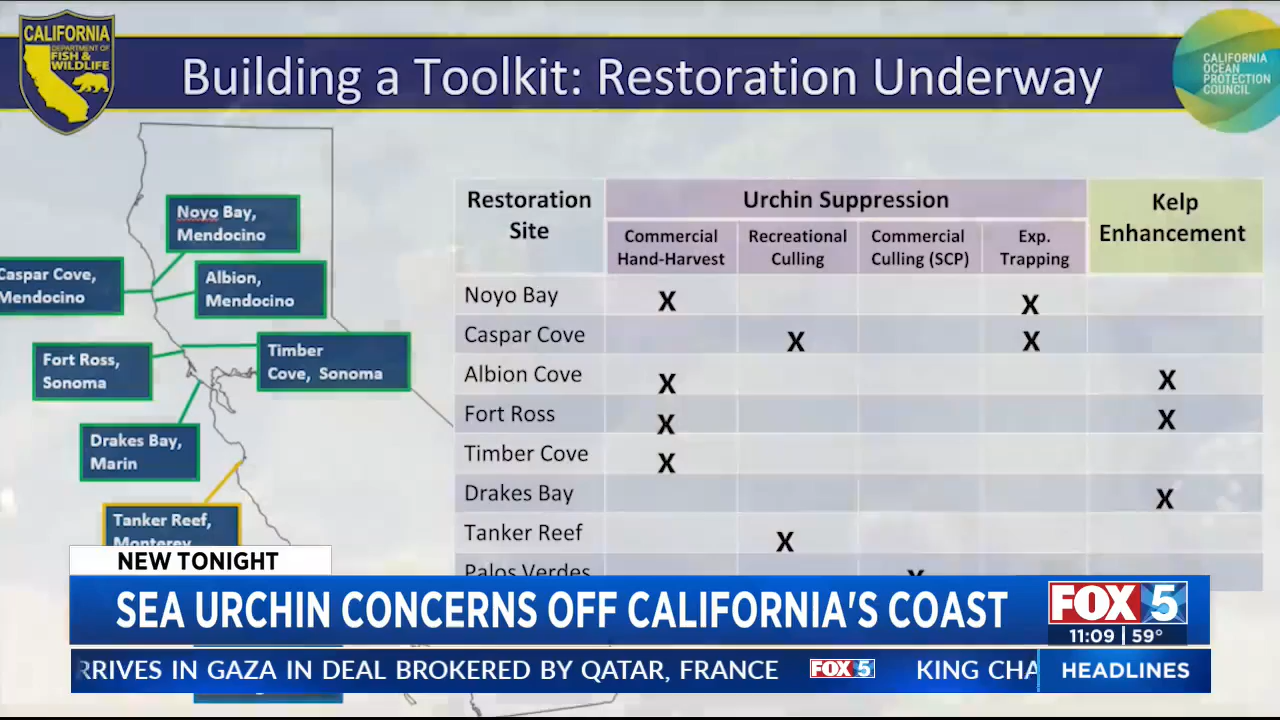 CALIFORNIA
DEPARTMENT OF
FISH &
WILDLIFE
Building a Toolkit: Restoration Underway
CALIFORNIA
OCEAN
PROTECTION
COUNCIL
Noyo Bay,
Mendocino
Caspar Cove,
Mendocino
Albion,
Mendocino
Fort Ross,
Sonoma
Timber
Cove, Sonoma
Drakes Bay,
Marin
Tanker Reef,
Monterey
Restoration
Site
Urchin Suppression
Kelp
Enhancement
Commercial
Hand-Harvest
Recreational
Culling
Commercial
Culling (SCP)
Exp.
Trapping
Noyo Bay X X
Caspar Cove X X
Albion Cove X X
Fort Ross X X
Timber Cove X
Drakes Bay X
Tanker Reef X
Palos Verdes X
NEW TONIGHT
SEA URCHIN CONCERNS OFF CALIFORNIA'S COAST
FOX 5
11:09 | 59°
RRIVES IN GAZA IN DEAL BROKERED BY QATAR, FRANCE FOX 5 KING CHA
HEADLINES